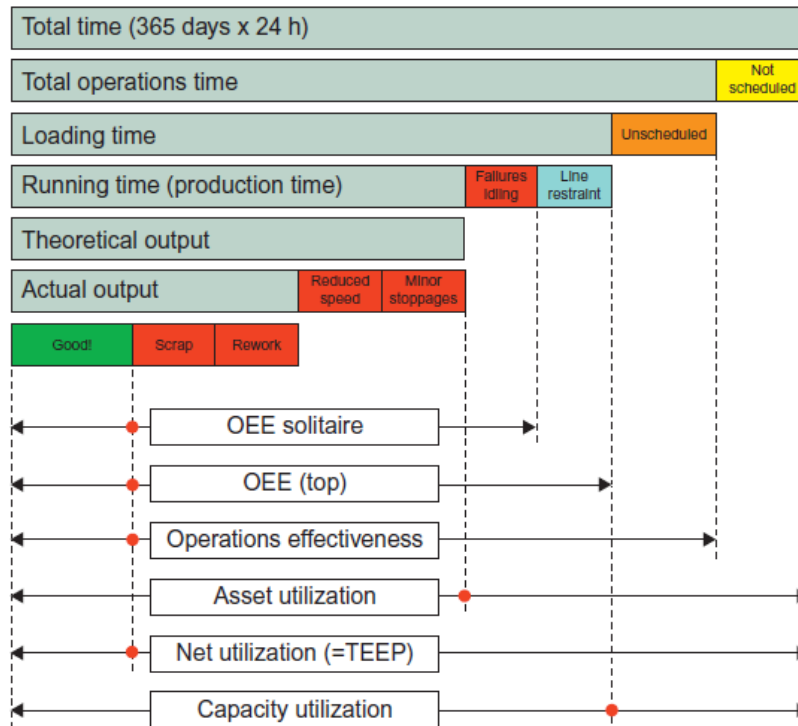 Total time (365 days x 24 h)
Total operations time
Not
scheduled
Loading time
Unscheduled
Running time (production time)
Failures
idling
Line
restraint
Theoretical output
Actual output
Reduced
speed
Minor
stoppages
Good!
Scrap
Rework
OEE solitaire
OEE (top)
Operations effectiveness
Asset utilization
Net utilization (=TEEP)
Capacity utilization